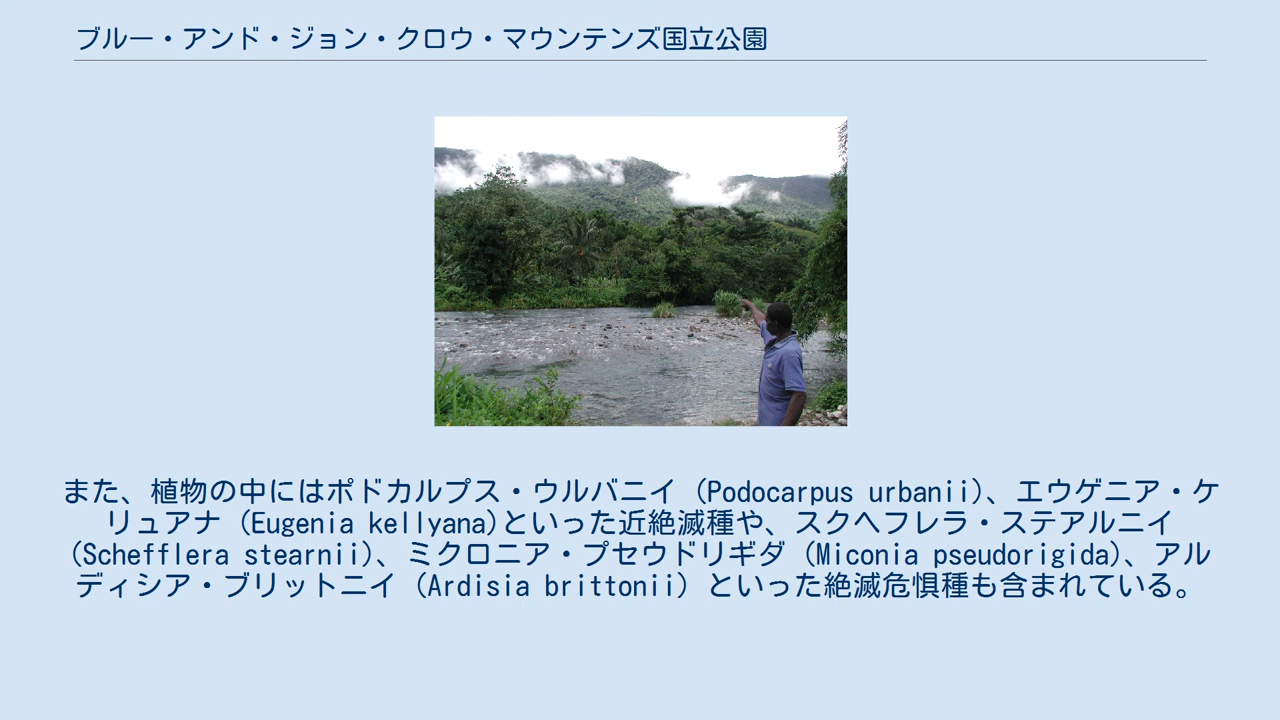 ブルー・アンド・ジョン・クロウ・マウンテンズ国立公園
また、植物の中にはポドカルプス・ウルバニイ (Podocarpus urbanii)、エウゲニア・ケ
リュアナ (Eugenia kellyana)といった近絶滅種や、スクヘフレラ・ステアルニイ
(Schefflera stearnii)、ミクロニア・プセウドリギダ (Miconia pseudorigida)、アル
ディシア・ブリットニイ (Ardisia brittonii) といった絶滅危惧種も含まれている。